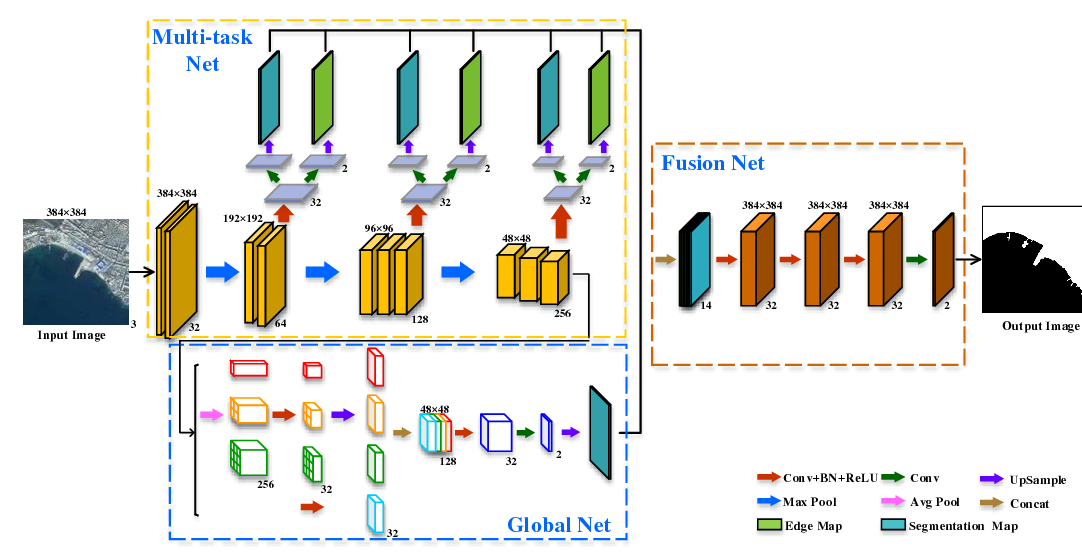 Multi-task
Net
384×384
384×384
3
Input Image
32
192×192
64
2
32
96×96
128
2
32
48×48
256
2
32
Fusion Net
14
384×384
32
384×384
32
384×384
32
2
Output Image
256
32
32
48×48
128
32
2
Global Net
Conv+BN+ReLU
Conv
UpSample
Max Pool
Avg Pool
Concat
Edge Map
Segmentation Map